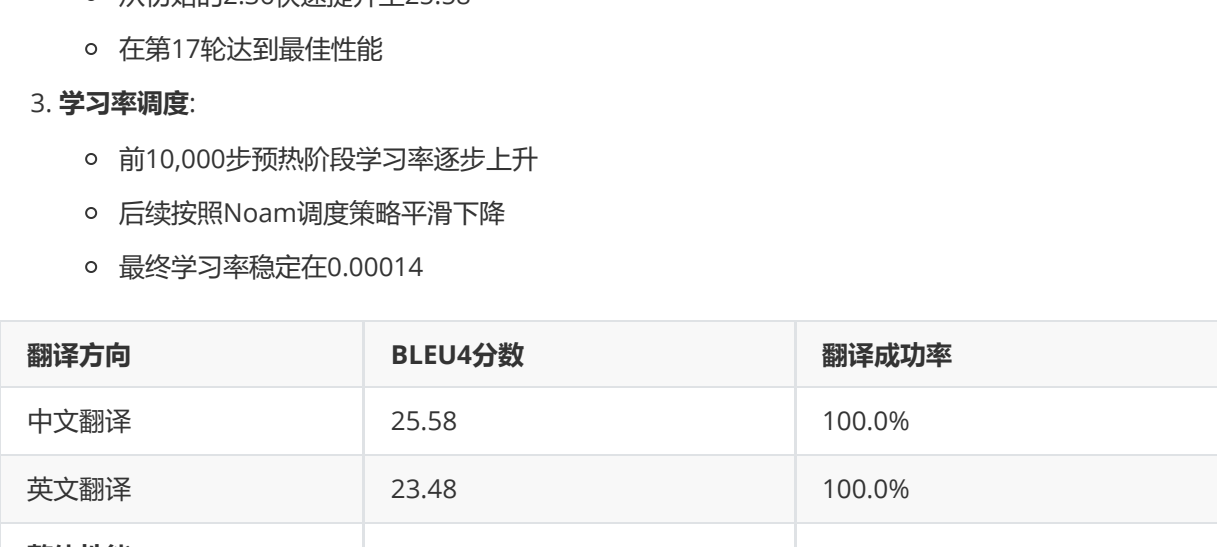 在第17轮达到最佳性能
3. 学习率调度:
前10,000步预热阶段学习率逐步上升
后续按照Noam调度策略平滑下降
最终学习率稳定在0.00014
翻译方向 BLEU4分数 翻译成功率
中文翻译 25.58 100.0%
英文翻译 23.48 100.0%